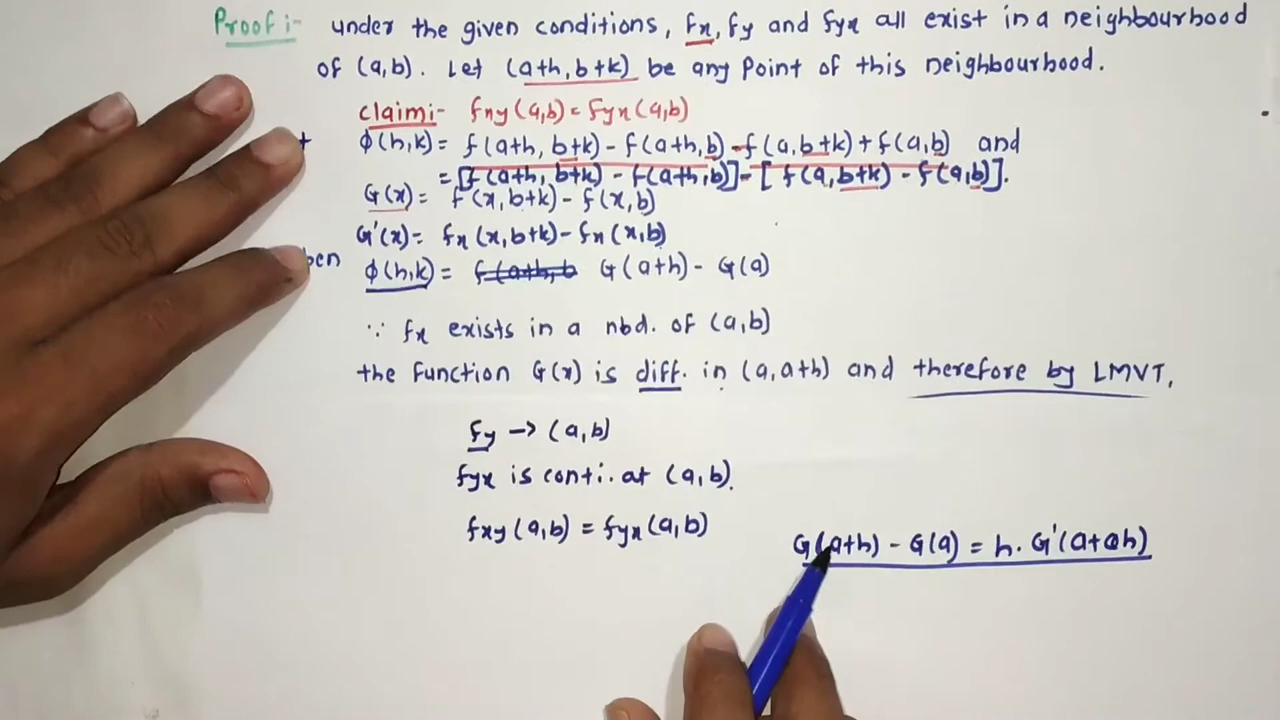 Proof :- under the given conditions, fx, fy and fyx all exist in a neighbourhood
of (a,b). Let (a+h, b+k) be any point of this neighbourhood.
claim:- fxy(a,b) = fyx(a,b)
φ(h,k) = f(a+h, b+k) - f(a+h, b) - f(a, b+k) + f(a,b) and
= [f(a+h, b+k) - f(a+h, b)] - [f(a, b+k) - f(a,b)].
G(x) = f(x, b+k) - f(x, b)
G'(x) = fx(x, b+k) - fx(x, b)
φ(h,k) = G(a+h) - G(a)
∵ fx exists in a nbd. of (a,b)
the function G(x) is diff. in (a, a+h) and therefore by LMVT,
fy → (a,b)
fyx is conti. at (a,b).
fxy(a,b) = fyx(a,b)
G(a+h) - G(a) = h. G'(a+θh)